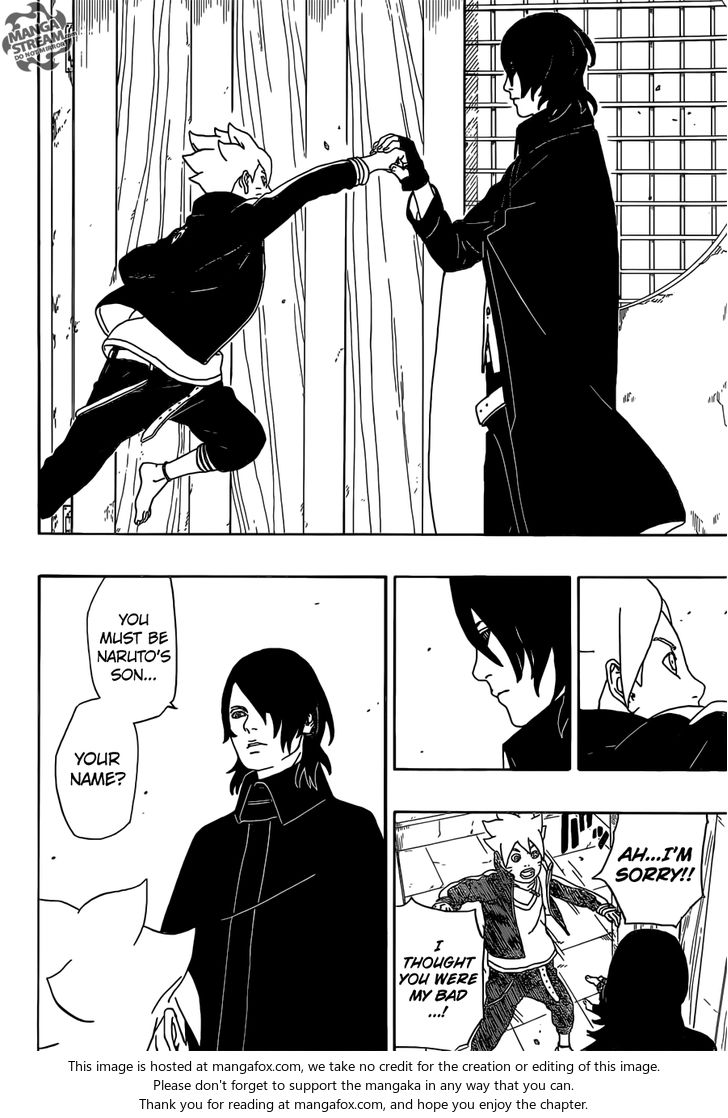 MANGA
STREAM
DO NOT MIRROR
AH...I'M
SORRY!!
I
THOUGHT
YOU WERE
MY BAD
...!
YOU
MUST BE
NARUTO'S
SON...
YOUR
NAME?
This image is hosted at mangafox.com, we take no credit for the creation or editing of this image.
Please don't forget to support the mangaka in any way that you can.
Thank you for reading at mangafox.com, and hope you enjoy the chapter.